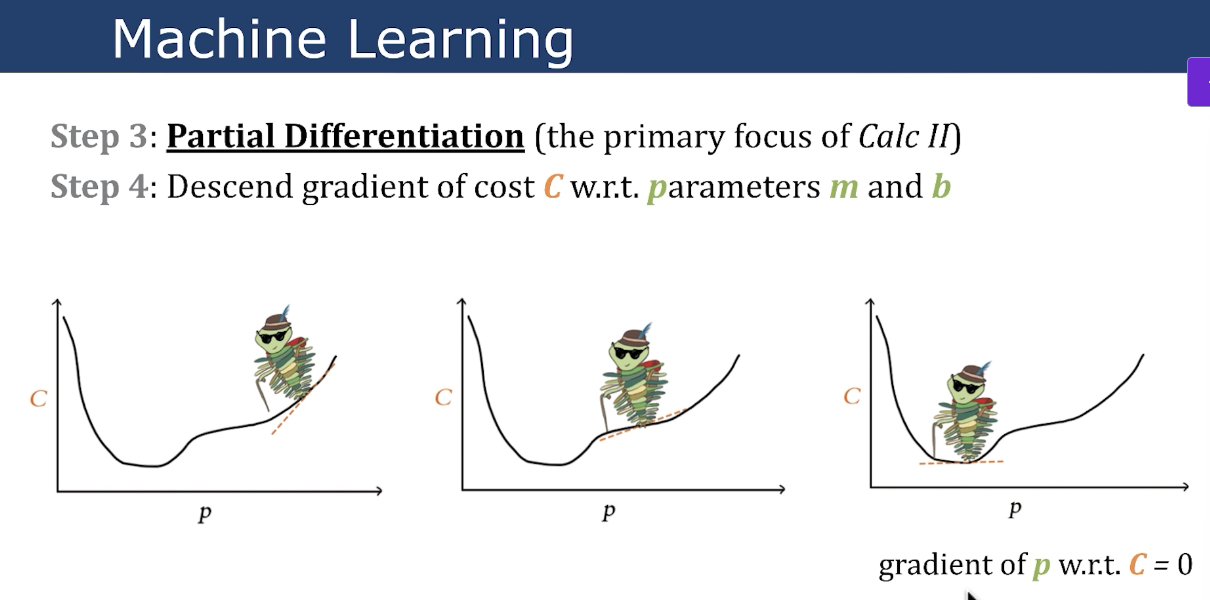 Machine Learning
Step 3: Partial Differentiation (the primary focus of Calc II)
Step 4: Descend gradient of cost C w.r.t. parameters m and b
C
p
C
p
C
p
gradient of p w.r.t. C = 0